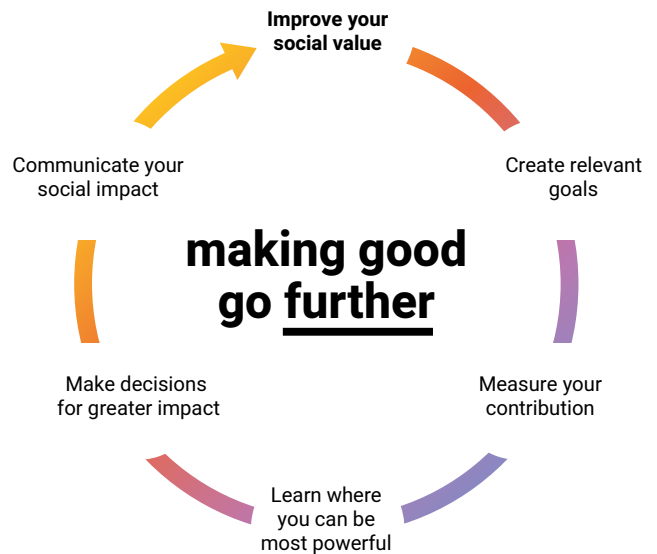 Improve your
social value
Create relevant
goals
Measure your
contribution
Learn where
you can be
most powerful
Make decisions
for greater impact
Communicate your
social impact
making good
go further